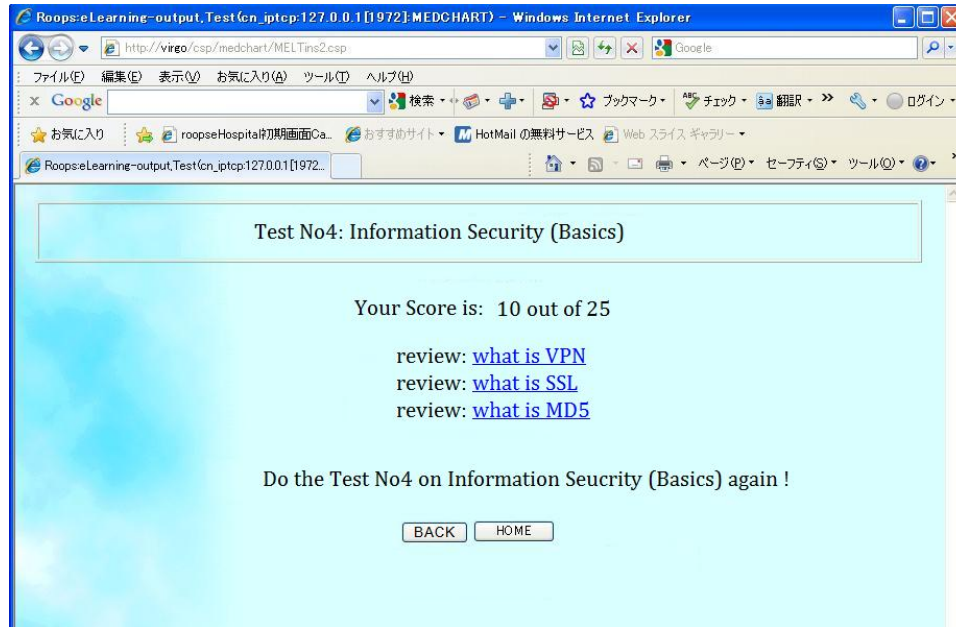 Roops:eLearning-output,Test(cn_iptcp:127.0.0.1[1972]:MEDCHART) - Windows Internet Explorer
http://virgo/csp/medchart/MELTins2.csp
Google
ファイル(F) 編集(E) 表示(V) お気に入り(A) ツール(T) ヘルプ(H)
x Google 検索 ブックマーク ABC チェック 翻訳 ログイン
お気に入り roopseHospital初期画面Ca... おすすめサイト HotMail の無料サービス Web スライス ギャラリー
Roops:eLearning-output,Test(cn_iptcp:127.0.0.1[1972... ページ(P) セーフティ(S) ツール(O)
Test No4: Information Security (Basics)
Your Score is: 10 out of 25
review: what is VPN
review: what is SSL
review: what is MD5
Do the Test No4 on Information Seucrity (Basics) again !
BACK HOME